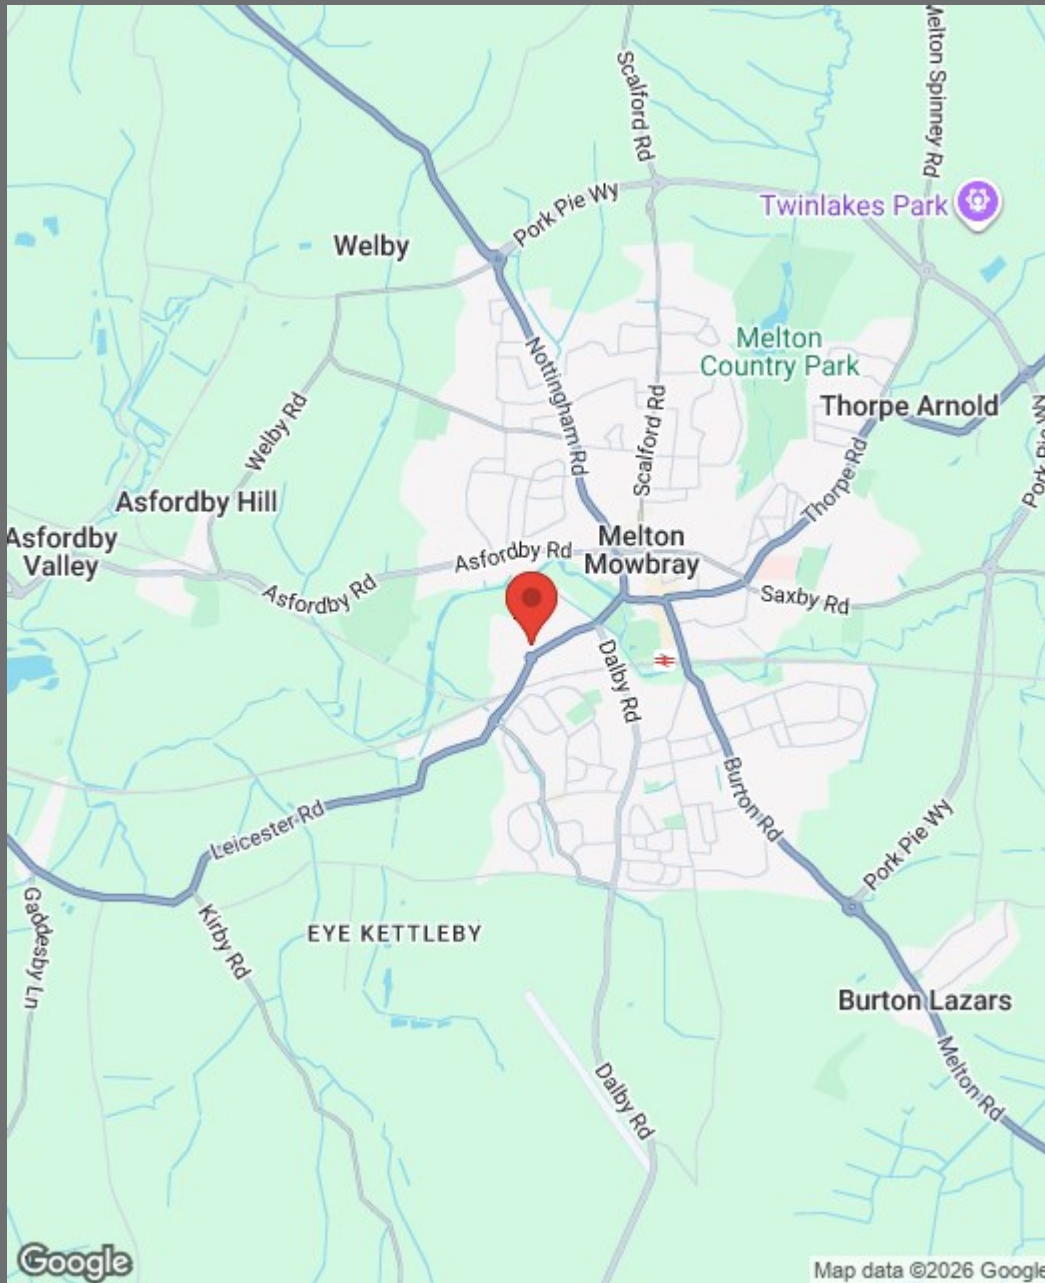 Melton Spinney Rd
Scalford Rd
Pork Pie Wy
Twinlakes Park
Welby
Nottingham Rd
Melton
Country Park
Scalford Rd
Thorpe Arnold
Welby Rd
Thorpe Rd
Asfordby Hill
Asfordby
Valley
Asfordby Rd
Asfordby Rd
Melton
Mowbray
Saxby Rd
Dalby Rd
Burton Rd
Pork Pie Wy
Leicester Rd
Gaddesby Ln
Kirby Rd
EYE KETTLEBY
Burton Lazars
Melton Rd
Dalby Rd
Google
Map data ©2026 Google